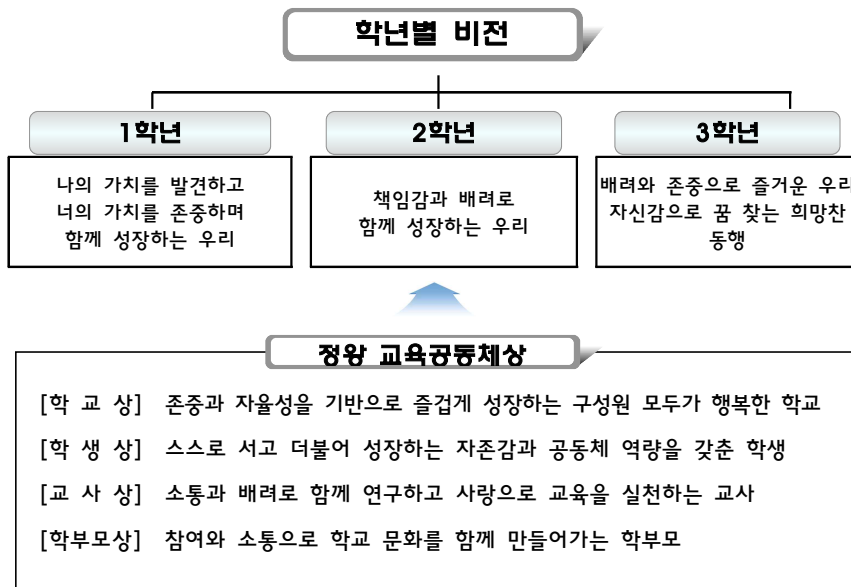 학년별 비전
1학년
2학년
3학년
나의 가치를 발견하고
너의 가치를 존중하며
함께 성장하는 우리
책임감과 배려로
함께 성장하는 우리
배려와 존중으로 즐거운 우리
자신감으로 꿈 찾는 희망찬
동행
정왕 교육공동체상
[학 교 상] 존중과 자율성을 기반으로 즐겁게 성장하는 구성원 모두가 행복한 학교
[학 생 상] 스스로 서고 더불어 성장하는 자존감과 공동체 역량을 갖춘 학생
[교 사 상] 소통과 배려로 함께 연구하고 사랑으로 교육을 실천하는 교사
[학부모상] 참여와 소통으로 학교 문화를 함께 만들어가는 학부모